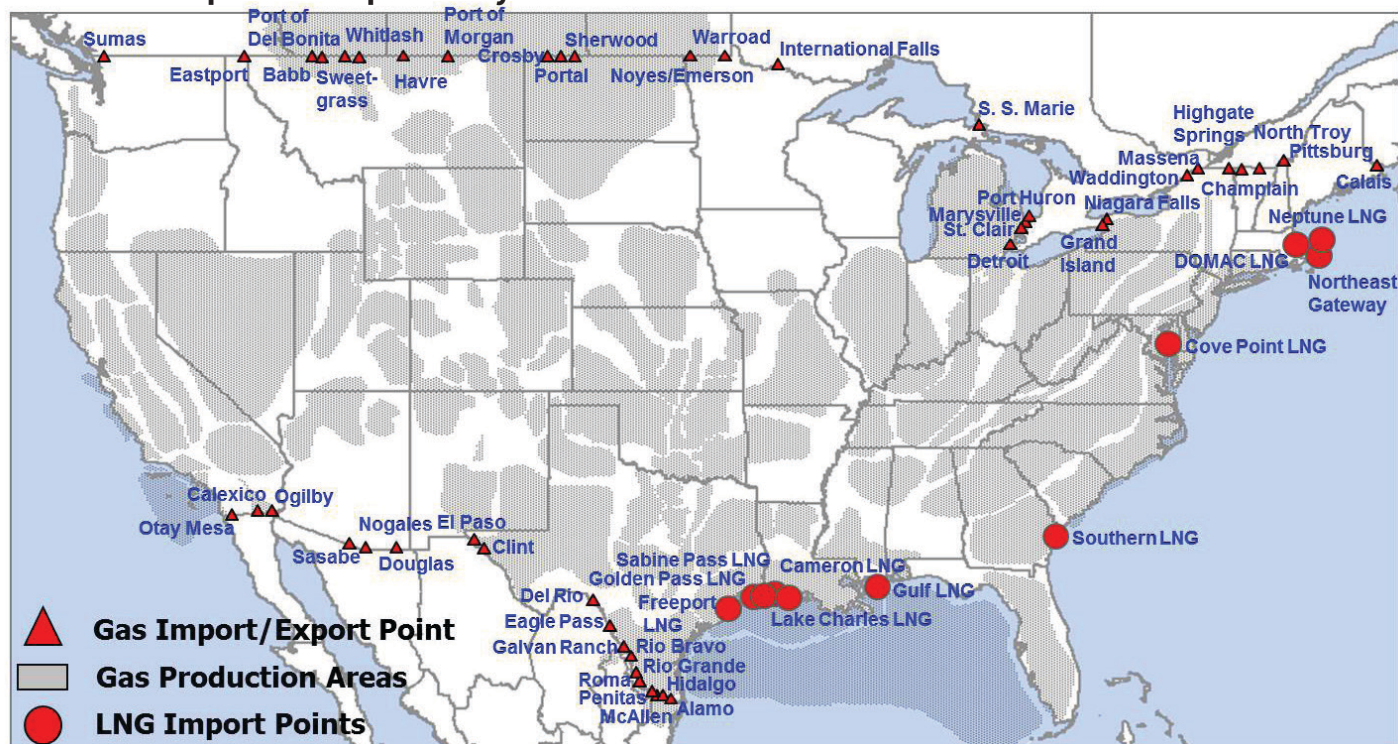 Sumas
Port of
Del Bonita
Whitlash
Port of
Morgan
Sherwood
Warroad
International Falls
Eastport
Babb
Sweet-
grass
Havre
Crosby
Portal
Noyes/Emerson
S. S. Marie
Highgate
Springs
North Troy
Massena
Pittsburg
Waddington
Champlain
Calais
Port Huron
Marysville
Niagara Falls
St. Clair
Neptune LNG
Detroit
Grand
Island
DOMAC LNG
Northeast
Gateway
Cove Point LNG
Calexico
Ogilby
Otay Mesa
Nogales
El Paso
Sasabe
Douglas
Clint
Southern LNG
Sabine Pass LNG
Cameron LNG
Golden Pass LNG
Gulf LNG
Del Rio
Freeport
LNG
Lake Charles LNG
Eagle Pass
Galvan Ranch
Rio Bravo
Rio Grande
Roma
Hidalgo
Penitas
McAllen
Alamo
Gas Import/Export Point
Gas Production Areas
LNG Import Points